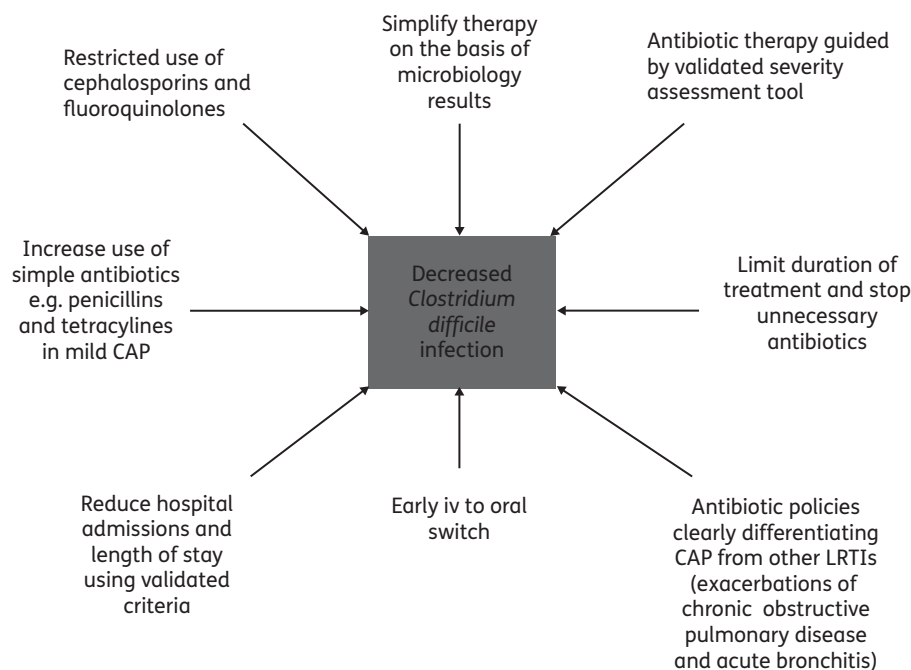 Restricted use of
cephalosporins and
fluoroquinolones
Simplify therapy
on the basis of
microbiology
results
Antibiotic therapy guided
by validated severity
assessment tool
Increase use of
simple antibiotics
e.g. penicillins
and tetracylines
in mild CAP
Decreased
Clostridium
difficile
infection
Limit duration of
treatment and stop
unnecessary
antibiotics
Reduce hospital
admissions and
length of stay
using validated
criteria
Early iv to oral
switch
Antibiotic policies
clearly differentiating
CAP from other LRTIs
(exacerbations of
chronic obstructive
pulmonary disease
and acute bronchitis)